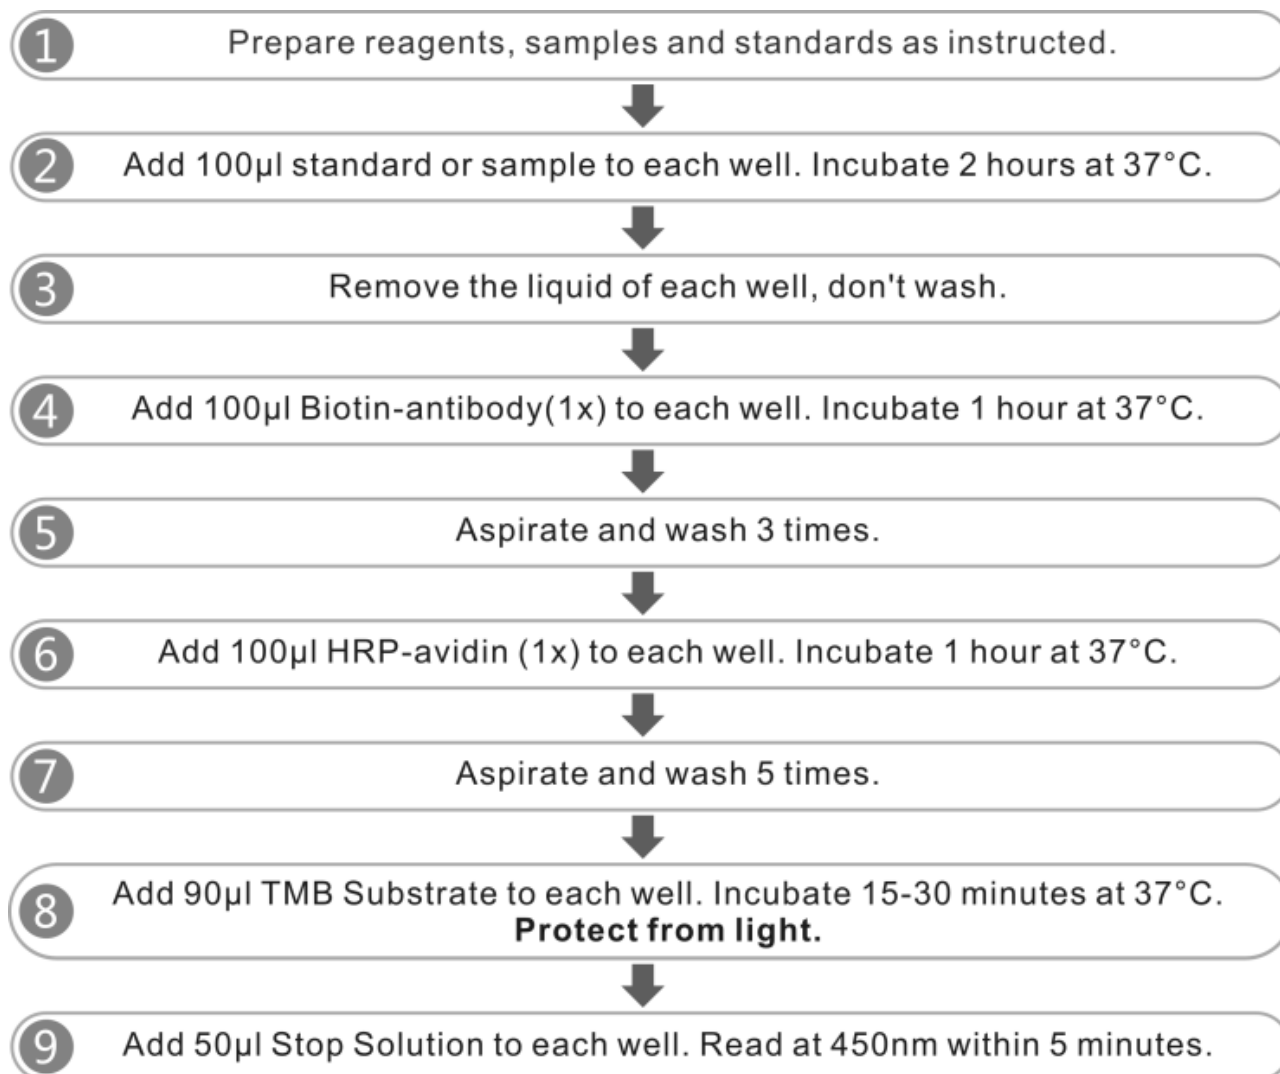 1 Prepare reagents, samples and standards as instructed.
2 Add 100µl standard or sample to each well. Incubate 2 hours at 37°C.
3 Remove the liquid of each well, don't wash.
4 Add 100µl Biotin-antibody(1x) to each well. Incubate 1 hour at 37°C.
5 Aspirate and wash 3 times.
6 Add 100µl HRP-avidin (1x) to each well. Incubate 1 hour at 37°C.
7 Aspirate and wash 5 times.
8 Add 90µl TMB Substrate to each well. Incubate 15-30 minutes at 37°C.
Protect from light.
9 Add 50µl Stop Solution to each well. Read at 450nm within 5 minutes.